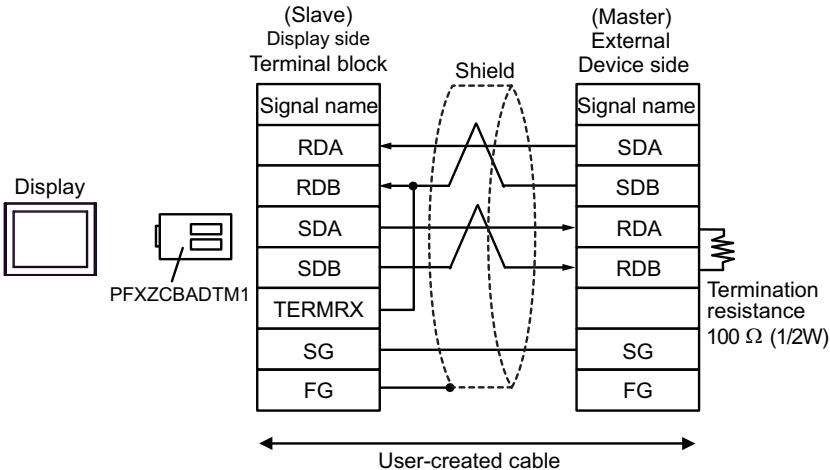 (Slave)
Display side
Terminal block
(Master)
External
Device side
Shield
Signal name
RDA
RDB
SDA
SDB
TERMRX
SG
FG
Signal name
SDA
SDB
RDA
RDB
SG
FG
Display
PFXZCBADTM1
Termination
resistance
100 Ω (1/2W)
User-created cable